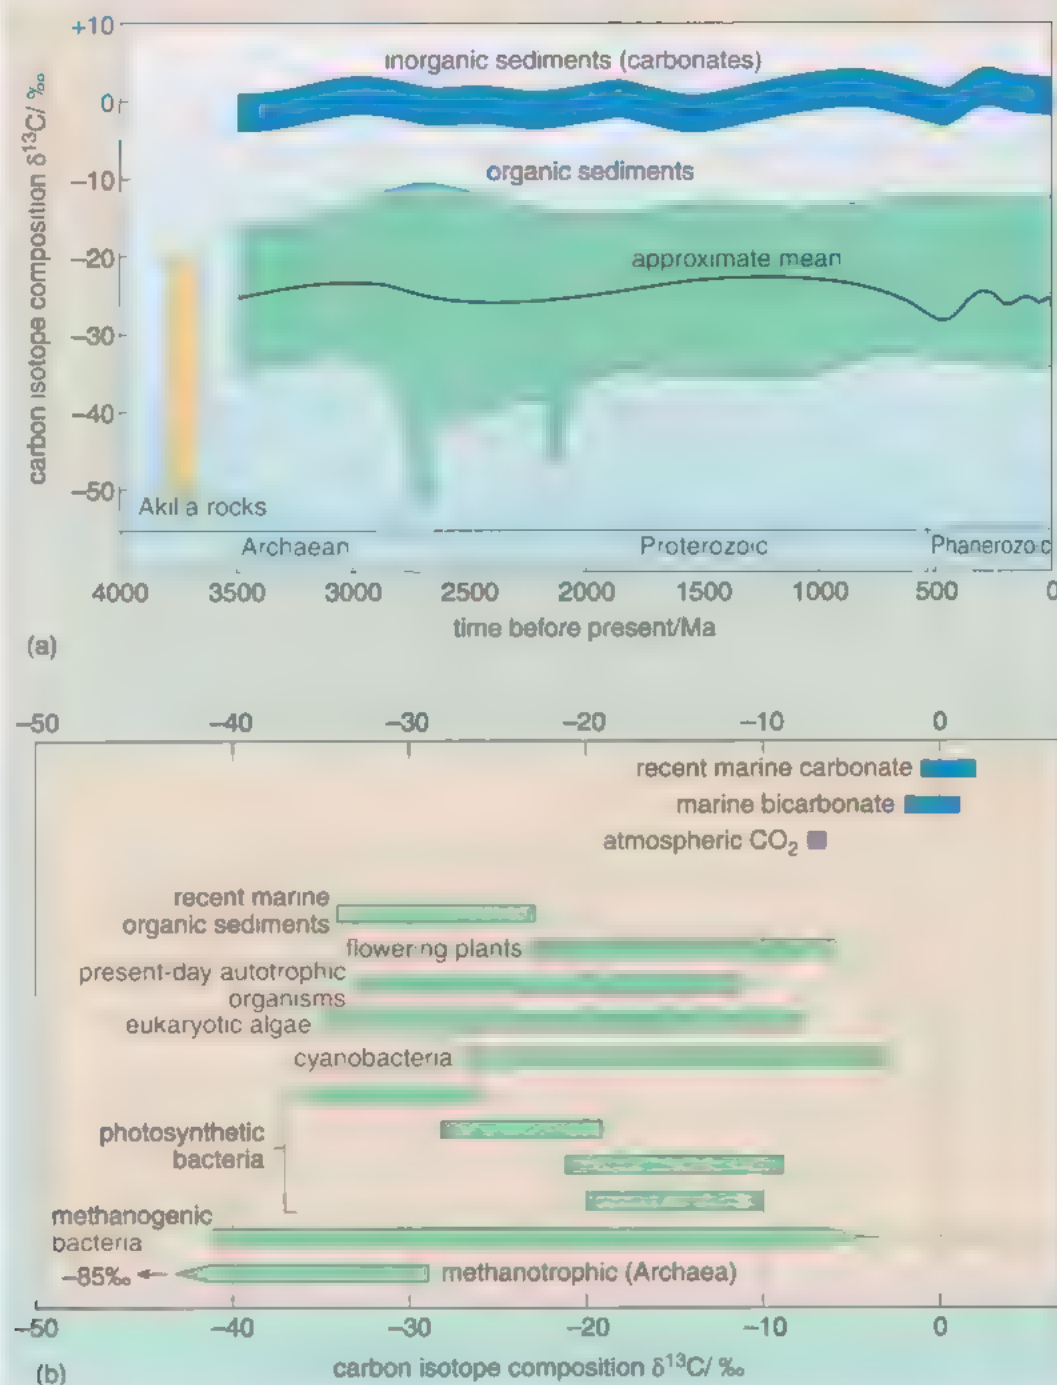 +10
inorganic sediments (carbonates)
0
−10
organic sediments
−20
approximate mean
−30
−40
−50
carbon isotope composition δ¹³C/ ‰
Akilia rocks
Archaean
Proterozoic
Phanerozoic
4000 3500 3000 2500 2000 1500 1000 500 0
time before present/Ma
(a)
−50 −40 −30 −20 −10 0
recent marine carbonate
marine bicarbonate
atmospheric CO₂
recent marine
organic sediments
flowering plants
present-day autotrophic
organisms
eukaryotic algae
cyanobacteria
photosynthetic
bacteria
methanogenic
bacteria
−85‰
methanotrophic (Archaea)
−50 −40 −30 −20 −10 0
carbon isotope composition δ¹³C/ ‰
(b)